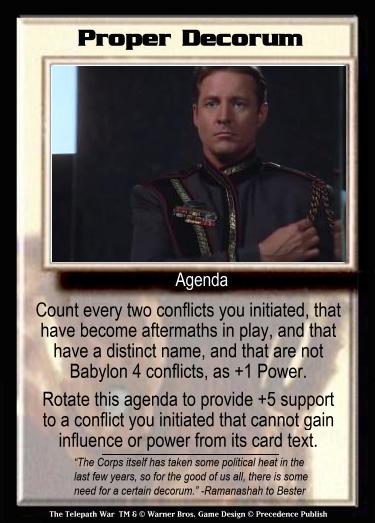 Proper Decorum
Agenda
Count every two conflicts you initiated, that
have become aftermaths in play, and that
have a distinct name, and that are not
Babylon 4 conflicts, as +1 Power.
Rotate this agenda to provide +5 support
to a conflict you initiated that cannot gain
influence or power from its card text.
"The Corps itself has taken some political heat in the
last few years, so for the good of us all, there is some
need for a certain decorum." -Ramanashah to Bester
The Telepath War TM & © Warner Bros. Game Design © Precedence Publish